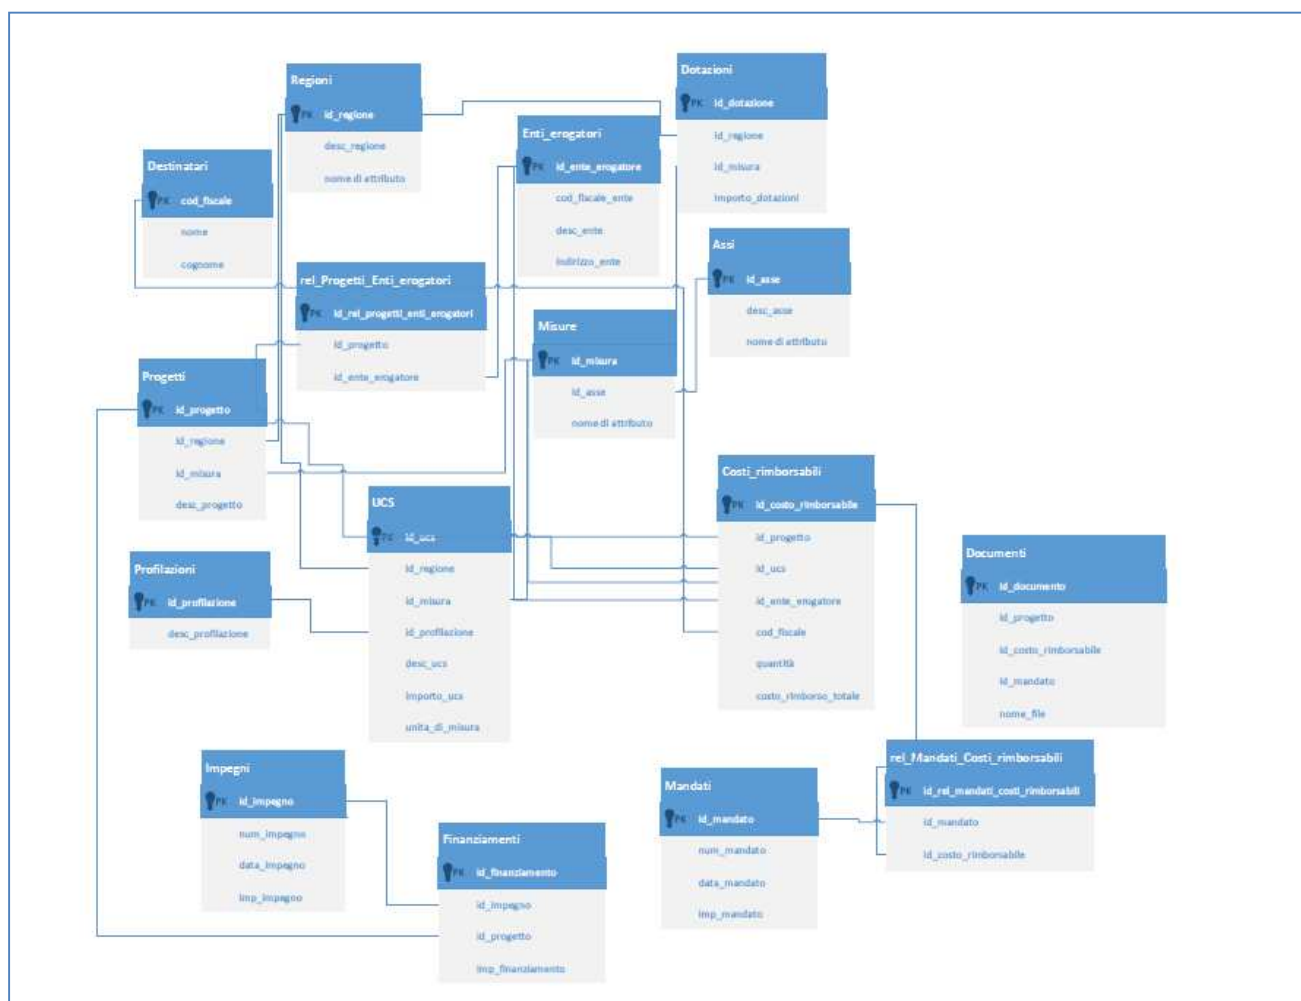 Regioni
PK id_regione
desc_regione
nome di attributo
Dotazioni
PK id_dotazione
id_regione
id_misura
importo_dotazioni
Enti_erogatori
PK id_ente_erogatore
cod_fiscale_ente
desc_ente
indirizzo_ente
Destinatari
PK cod_fiscale
nome
cognome
Assi
PK id_asse
desc_asse
nome di attributo
rel_Progetti_Enti_erogatori
PK id_rel_progetti_enti_erogatori
id_progetto
id_ente_erogatore
Misure
PK id_misura
id_asse
nome di attributo
Progetti
PK id_progetto
id_regione
id_misura
desc_progetto
Costi_rimborsabili
PK id_costo_rimborsabile
id_progetto
id_ucs
id_ente_erogatore
cod_fiscale
quantità
costo_rimborso_totale
UCS
PK id_ucs
id_regione
id_misura
id_profilazione
desc_ucs
importo_ucs
unita_di_misura
Documenti
PK id_documento
id_progetto
id_costo_rimborsabile
id_mandato
nome_file
Profilazioni
PK id_profilazione
desc_profilazione
rel_Mandati_Costi_rimborsabili
PK id_rel_mandati_costi_rimborsabili
id_mandato
id_costo_rimborsabile
Impegni
PK id_impegno
num_impegno
data_impegno
imp_impegno
Mandati
PK id_mandato
num_mandato
data_mandato
imp_mandato
Finanziamenti
PK id_finanziamento
id_impegno
id_progetto
imp_finanziamento